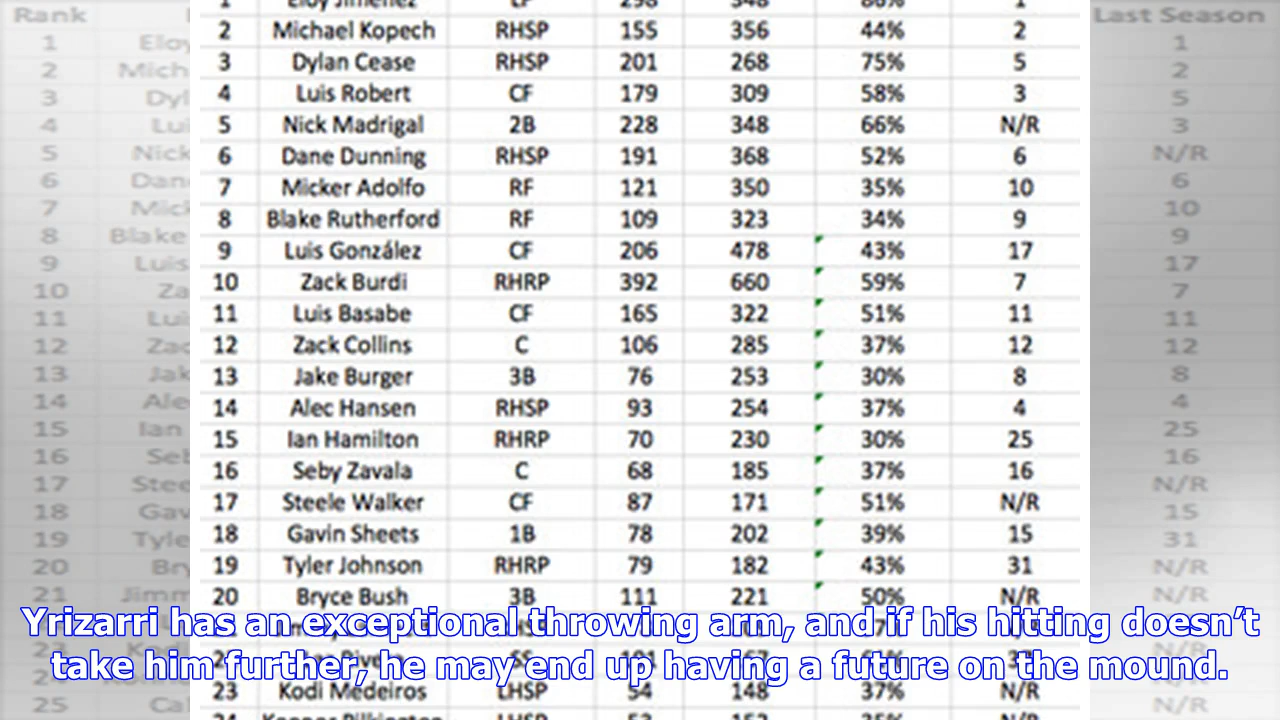 Rank Last Season
1 Eloy Jimenez LF 298 348 86% 1
2 Michael Kopech RHSP 155 356 44% 2
3 Dylan Cease RHSP 201 268 75% 5
4 Luis Robert CF 179 309 58% 3
5 Nick Madrigal 2B 228 348 66% N/R
6 Dane Dunning RHSP 191 368 52% 6
7 Micker Adolfo RF 121 350 35% 10
8 Blake Rutherford RF 109 323 34% 9
9 Luis González CF 206 478 43% 17
10 Zack Burdi RHRP 392 660 59% 7
11 Luis Basabe CF 165 322 51% 11
12 Zack Collins C 106 285 37% 12
13 Jake Burger 3B 76 253 30% 8
14 Alec Hansen RHSP 93 254 37% 4
15 Ian Hamilton RHRP 70 230 30% 25
16 Seby Zavala C 68 185 37% 16
17 Steele Walker CF 87 171 51% N/R
18 Gavin Sheets 1B 78 202 39% 15
19 Tyler Johnson RHRP 79 182 43% 31
20 Bryce Bush 3B 111 221 50% N/R
Yrizarri has an exceptional throwing arm, and if his hitting doesn’t
take him further, he may end up having a future on the mound.
23 Kodi Medeiros LHSP 54 148 37% N/R